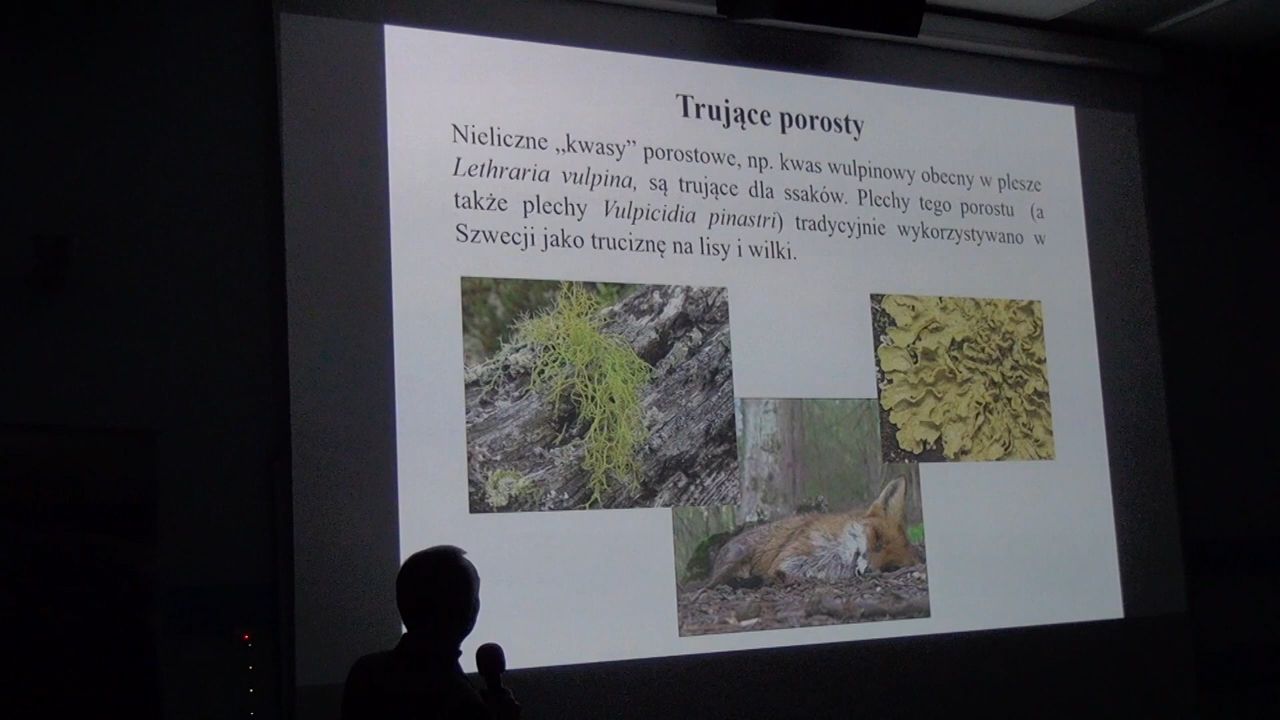 Trujące porosty
Nieliczne „kwasy” porostowe, np. kwas wulpinowy obecny w plesze
Lethraria vulpina, są trujące dla ssaków. Plechy tego porostu (a
także plechy Vulpicidia pinastri) tradycyjnie wykorzystywano w
Szwecji jako truciznę na lisy i wilki.